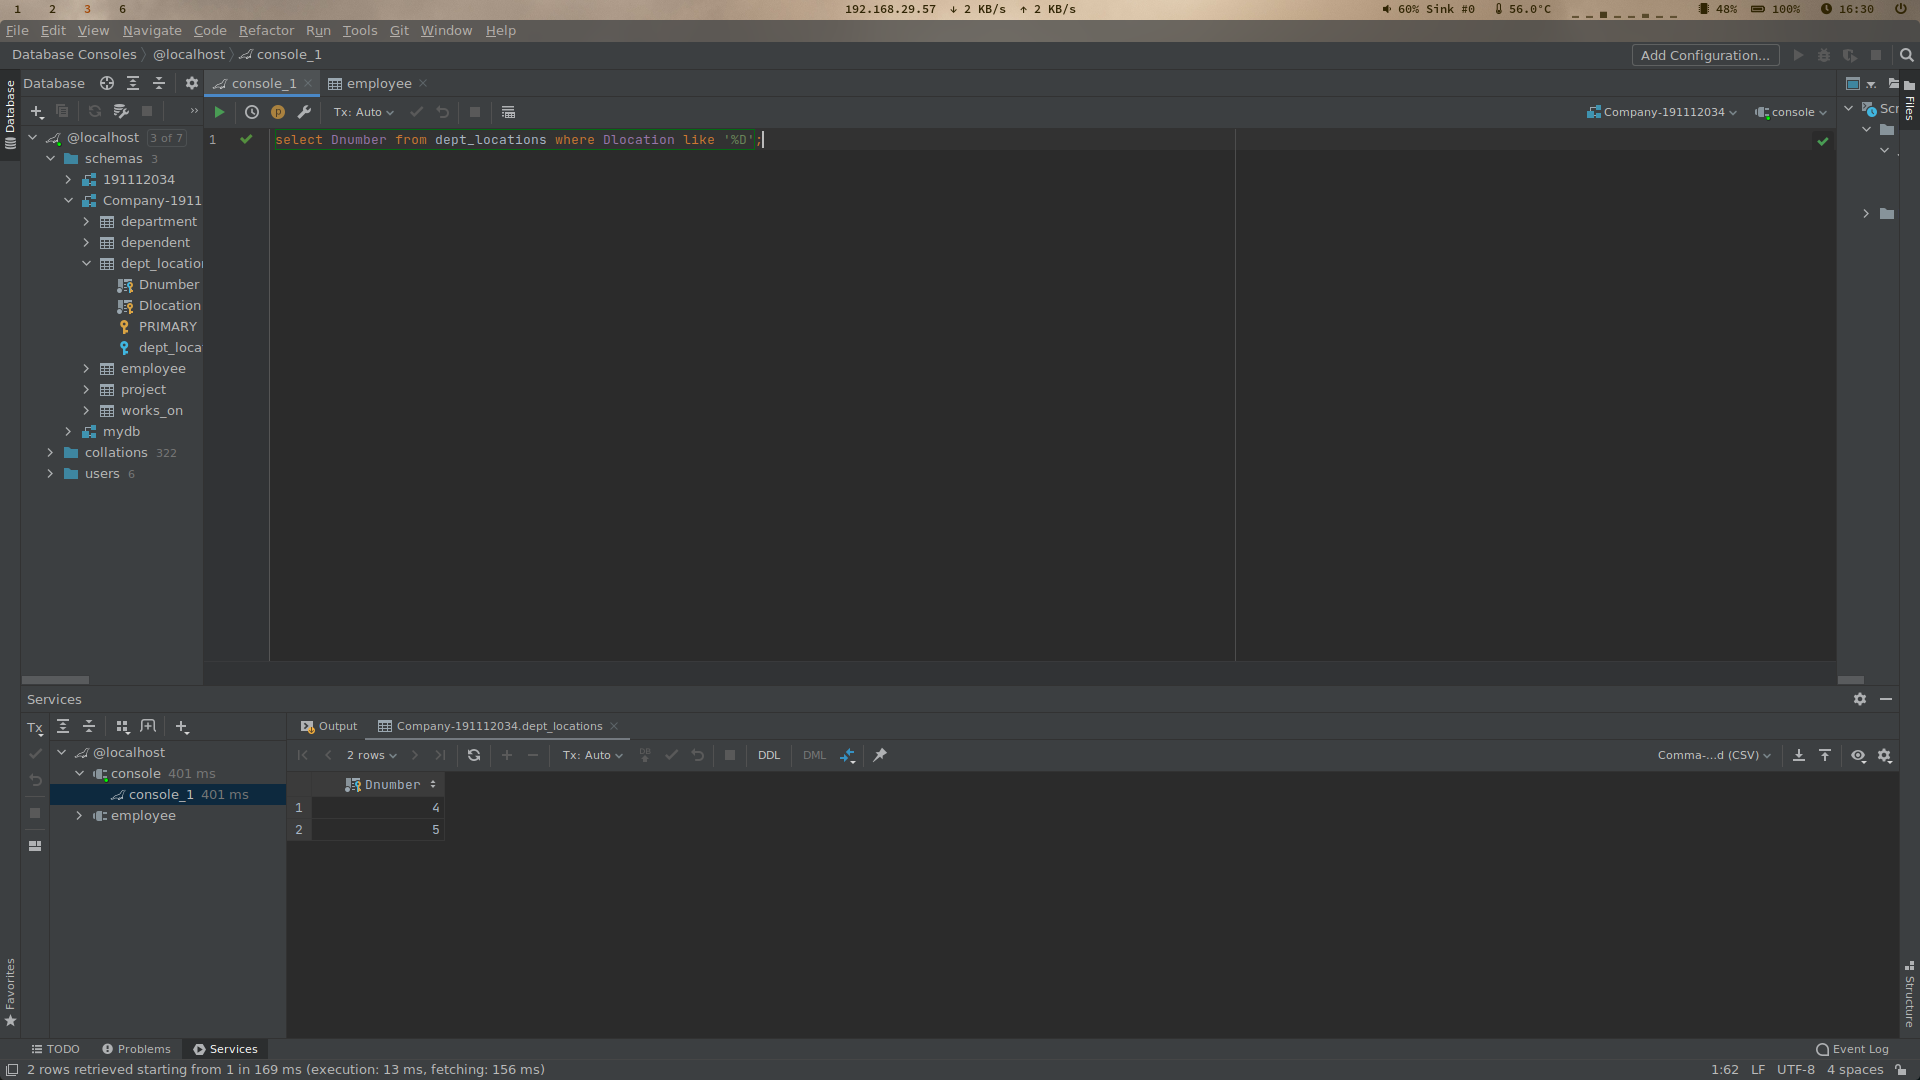 1 2 3 6 192.168.29.57 ↓ 2 KB/s ↑ 2 KB/s 60% Sink #0 56.0°C 48% 100% 16:30
File Edit View Navigate Code Refactor Run Tools Git Window Help
Database Consoles @localhost console_1 Add Configuration...
Database console_1 employee
Tx: Auto Company-191112034 console
Database
Files
Scr
@localhost 3 of 7
schemas 3
191112034
Company-1911
department
dependent
dept_location
Dnumber
Dlocation
PRIMARY
dept_loca
employee
project
works_on
mydb
collations 322
users 6
1 select Dnumber from dept_locations where Dlocation like '%D';
Services
Tx
Output Company-191112034.dept_locations
@localhost
console 401 ms
console_1 401 ms
employee
2 rows Tx: Auto DB DDL DML Comma-...d (CSV)
Dnumber
1 4
2 5
Favorites
Structure
TODO Problems Services Event Log
2 rows retrieved starting from 1 in 169 ms (execution: 13 ms, fetching: 156 ms) 1:62 LF UTF-8 4 spaces